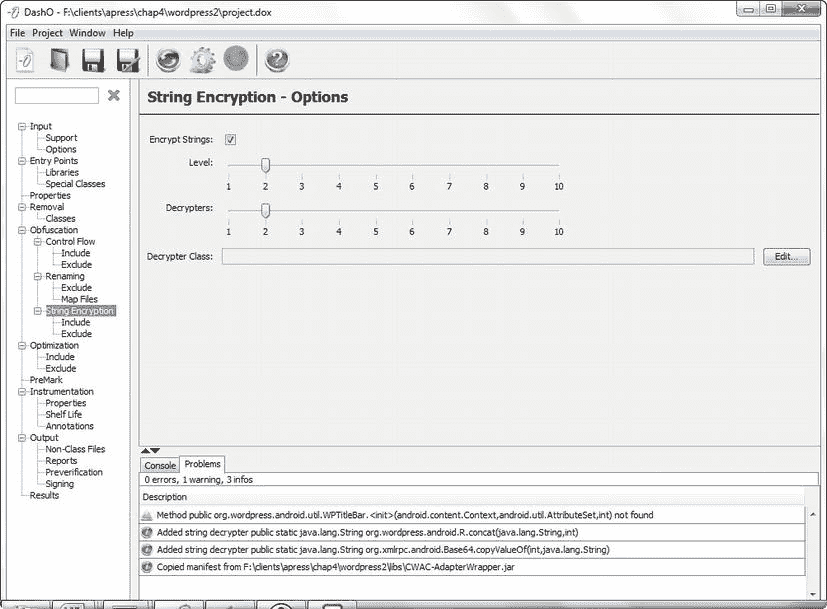 DashO - F:\clients\apress\chap4\wordpress2\project.dox
File Project Window Help
String Encryption - Options
Input
Support
Options
Entry Points
Libraries
Special Classes
Properties
Removal
Classes
Obfuscation
Control Flow
Include
Exclude
Renaming
Exclude
Map Files
String Encryption
Include
Exclude
Optimization
Include
Exclude
PreMark
Instrumentation
Properties
Shelf Life
Annotations
Output
Non-Class Files
Reports
Preverification
Signing
Results
Encrypt Strings:
Level:
1 2 3 4 5 6 7 8 9 10
Decrypters:
1 2 3 4 5 6 7 8 9 10
Decrypter Class: Edit...
Console Problems
0 errors, 1 warning, 3 infos
Description
Method public org.wordpress.android.util.WPTitleBar.<init>(android.content.Context,android.util.AttributeSet,int) not found
Added string decrypter public static java.lang.String org.wordpress.android.R.concat(java.lang.String,int)
Added string decrypter public static java.lang.String org.xmlrpc.android.Base64.copyValueOf(int,java.lang.String)
Copied manifest from F:\clients\apress\chap4\wordpress2\libs\CWAC-AdapterWrapper.jar